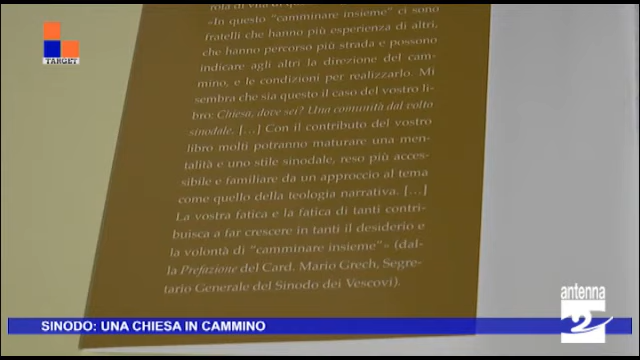 rola di vita di
«In questo "camminare insieme" ci sono
fratelli che hanno più esperienza di altri,
che hanno percorso più strada e possono
indicare agli altri la direzione del cam-
mino, e le condizioni per realizzarlo. Mi
sembra che sia questo il caso del vostro li-
bro: Chiesa, dove sei? Una comunità dal volto
sinodale. [...] Con il contributo del vostro
libro molti potranno maturare una men-
talità e uno stile sinodale, reso più acces-
sibile e familiare da un approccio al tema
come quello della teologia narrativa. [...]
La vostra fatica e la fatica di tanti contri-
buisca a far crescere in tanti il desiderio e
la volontà di "camminare insieme"» (dal-
la Prefazione del Card. Mario Grech, Segre-
tario Generale del Sinodo dei Vescovi).
TARGET
antenna
2
SINODO: UNA CHIESA IN CAMMINO